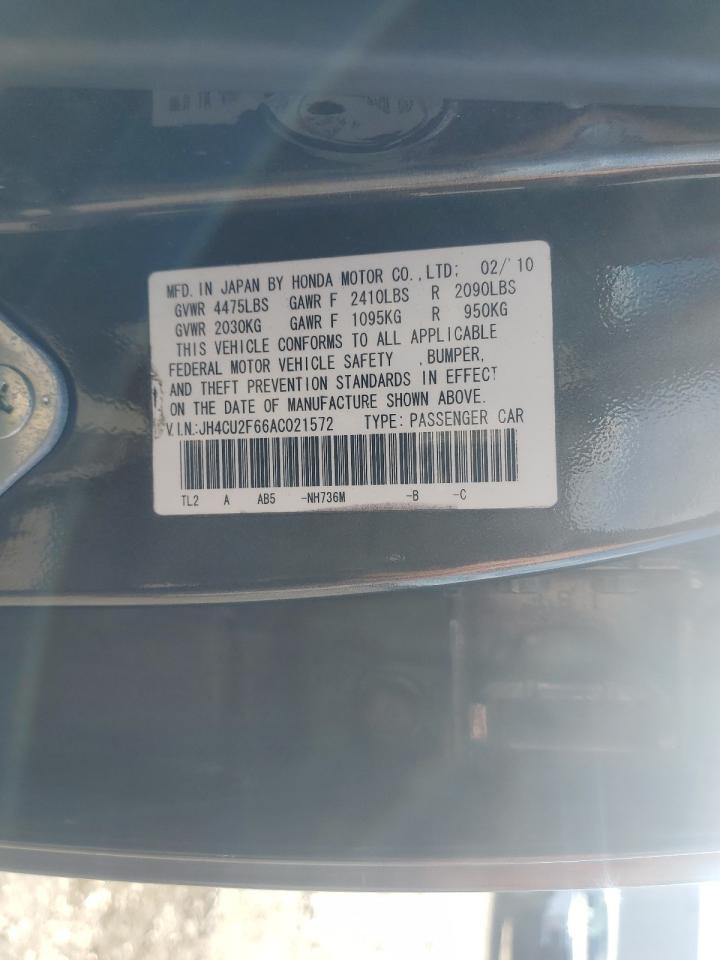 MFD. IN JAPAN BY HONDA MOTOR CO.,LTD; 02/'10
GVWR 4475LBS GAWR F 2410LBS R 2090LBS
GVWR 2030KG GAWR F 1095KG R 950KG
THIS VEHICLE CONFORMS TO ALL APPLICABLE
FEDERAL MOTOR VEHICLE SAFETY ,BUMPER,
AND THEFT PREVENTION STANDARDS IN EFFECT
ON THE DATE OF MANUFACTURE SHOWN ABOVE.
V.I.N.:JH4CU2F66AC021572 TYPE: PASSENGER CAR
TL2 A AB5 -NH736M -B -C